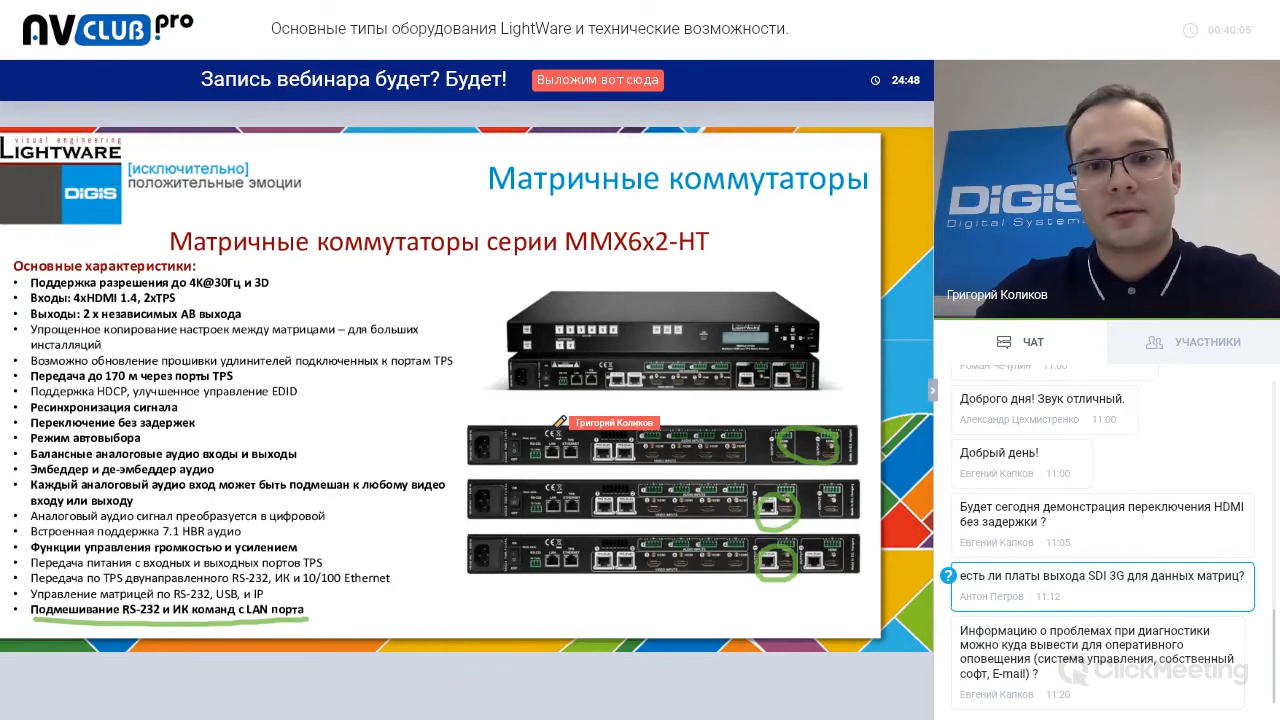 AVCLUB.pro
Основные типы оборудования LightWare и технические возможности.
00:40:05
Запись вебинара будет? Будет!
Выложим вот сюда
24:48
visual engineering
LIGHTWARE
DiGiS
[исключительно]
положительные эмоции
Матричные коммутаторы
Матричные коммутаторы серии MMX6x2-HT
Основные характеристики:
• Поддержка разрешения до 4K@30Гц и 3D
• Входы: 4xHDMI 1.4, 2xTPS
• Выходы: 2 x независимых АВ выхода
• Упрощенное копирование настроек между матрицами – для больших
инсталляций
• Возможно обновление прошивки удлинителей подключенных к портам TPS
• Передача до 170 м через порты TPS
• Поддержка HDCP, улучшенное управление EDID
• Ресинхронизация сигнала
• Переключение без задержек
• Режим автовыбора
• Балансные аналоговые аудио входы и выходы
• Эмбеддер и де-эмбеддер аудио
• Каждый аналоговый аудио вход может быть подмешан к любому видео
входу или выходу
• Аналоговый аудио сигнал преобразуется в цифровой
• Встроенная поддержка 7.1 HBR аудио
• Функции управления громкостью и усилением
• Передача питания с входных и выходных портов TPS
• Передача по TPS двунаправленного RS-232, ИК и 10/100 Ethernet
• Управление матрицей по RS-232, USB, и IP
• Подмешивание RS-232 и ИК команд с LAN порта
Григорий Коликов
DiGiS
Digital Systems
Григорий Коликов
ЧАТ
УЧАСТНИКИ
Роман Чечулин 11:00
Доброго дня! Звук отличный.
Александр Цехмистренко 11:00
Добрый день!
Евгений Капков 11:00
Будет сегодня демонстрация переключения HDMI
без задержки ?
Евгений Капков 11:05
? есть ли платы выхода SDI 3G для данных матриц?
Антон Петров 11:12
Информацию о проблемах при диагностики
можно куда вывести для оперативного
оповещения (система управления, собственный
софт, E-mail) ?
Евгений Капков 11:20
ClickMeeting